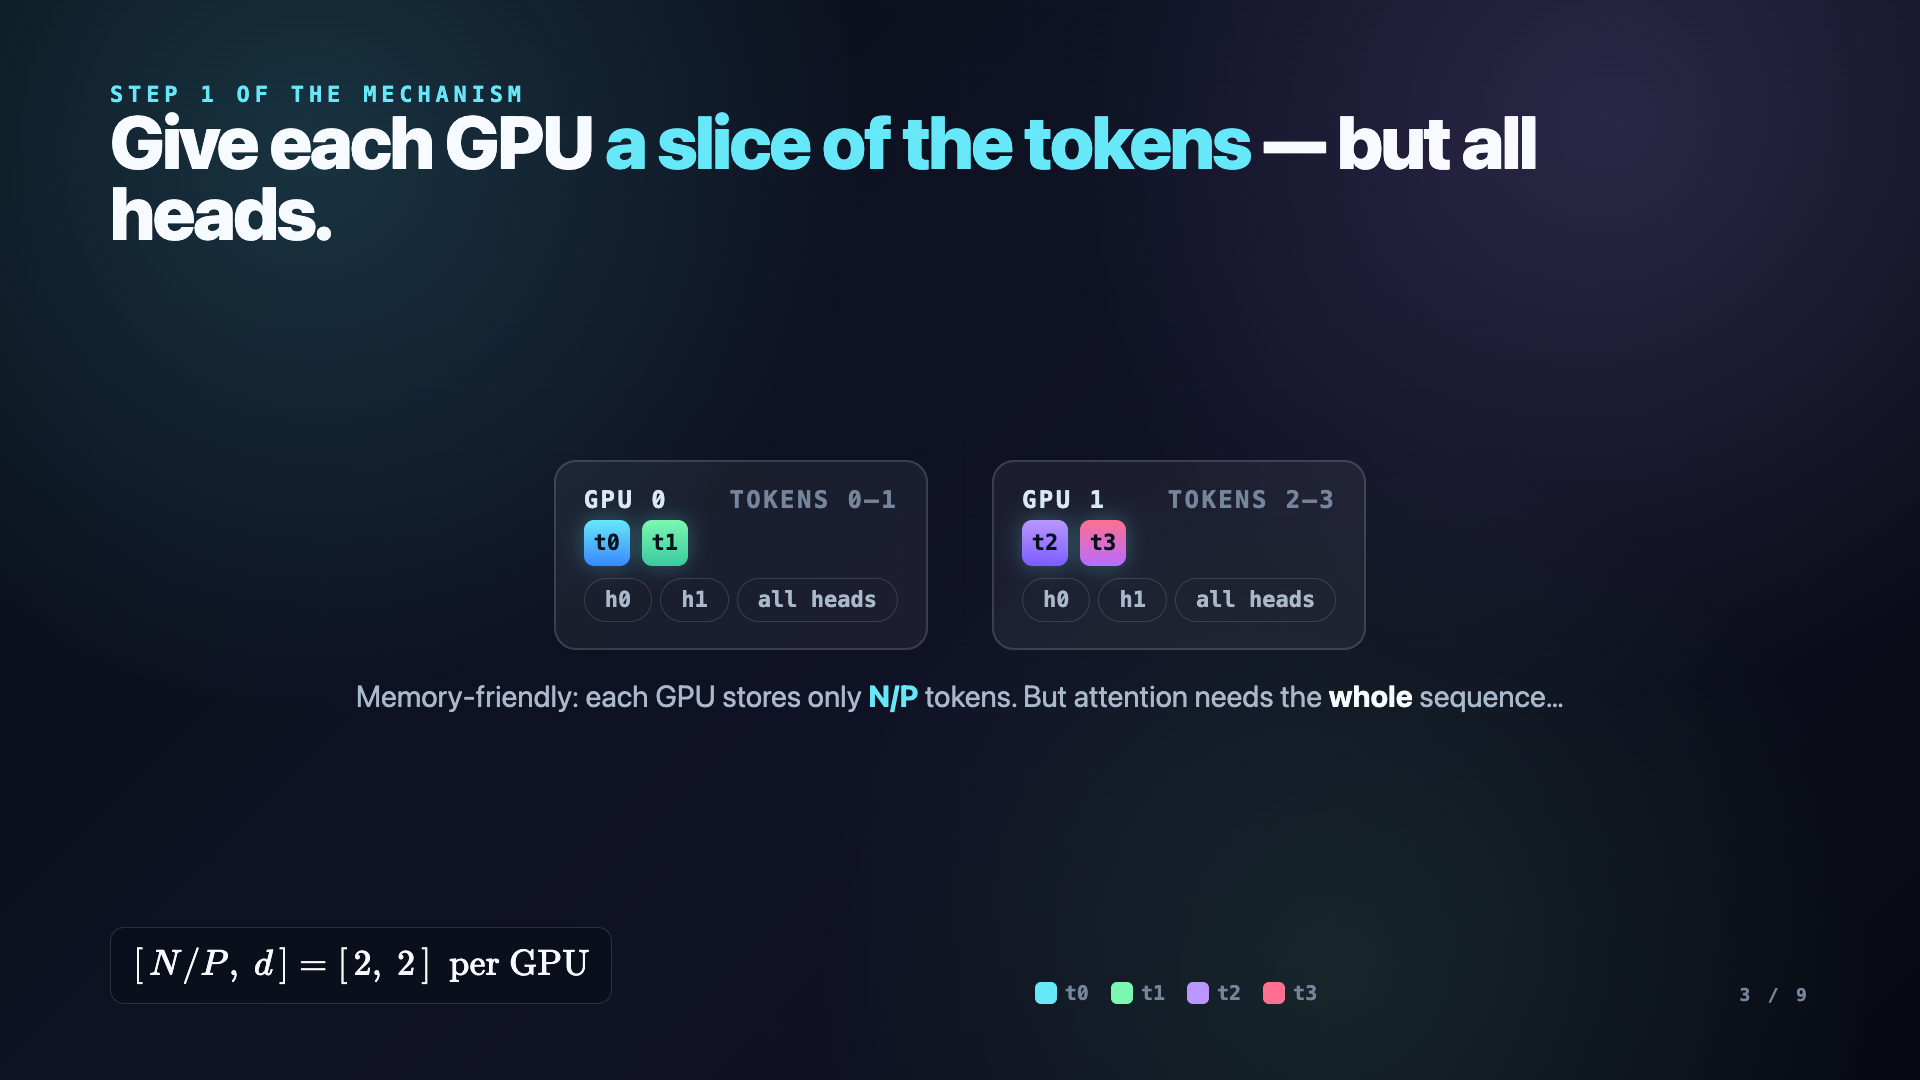 STEP 1 OF THE MECHANISM
Give each GPU a slice of the tokens — but all
heads.
GPU 0 TOKENS 0–1
t0 t1
h0 h1 all heads
GPU 1 TOKENS 2–3
t2 t3
h0 h1 all heads
Memory-friendly: each GPU stores only N/P tokens. But attention needs the whole sequence…
[N/P, d] = [2, 2] per GPU
t0 t1 t2 t3
3 / 9